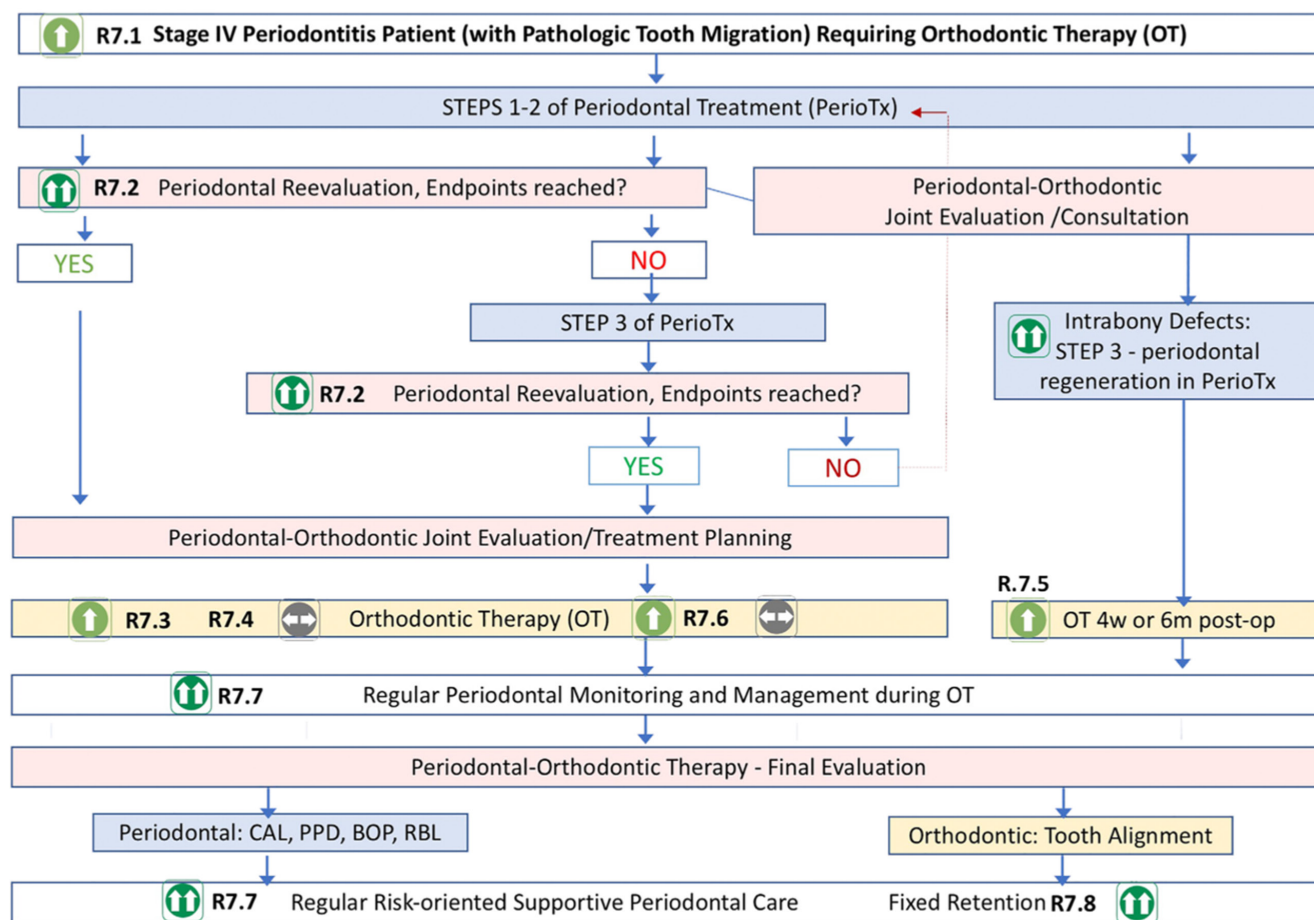 R7.1 Stage IV Periodontitis Patient (with Pathologic Tooth Migration) Requiring Orthodontic Therapy (OT)
STEPS 1-2 of Periodontal Treatment (PerioTx)
R7.2 Periodontal Reevaluation, Endpoints reached?
Periodontal-Orthodontic
Joint Evaluation /Consultation
YES
NO
STEP 3 of PerioTx
Intrabony Defects:
STEP 3 - periodontal
regeneration in PerioTx
R7.2 Periodontal Reevaluation, Endpoints reached?
YES
NO
Periodontal-Orthodontic Joint Evaluation/Treatment Planning
R7.3 R7.4 Orthodontic Therapy (OT) R7.6
R.7.5
OT 4w or 6m post-op
R7.7 Regular Periodontal Monitoring and Management during OT
Periodontal-Orthodontic Therapy - Final Evaluation
Periodontal: CAL, PPD, BOP, RBL
Orthodontic: Tooth Alignment
R7.7 Regular Risk-oriented Supportive Periodontal Care
Fixed Retention R7.8